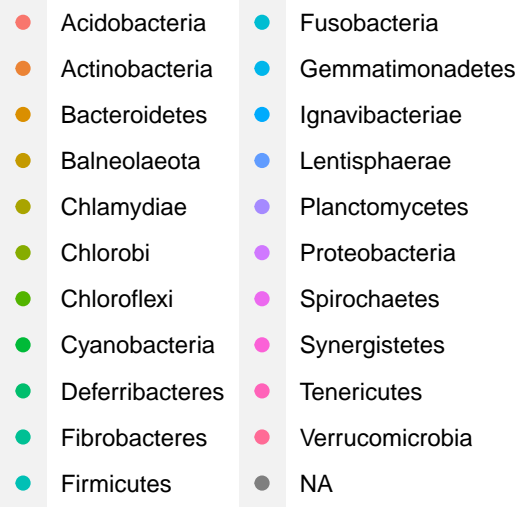 Acidobacteria
Actinobacteria
Bacteroidetes
Balneolaeota
Chlamydiae
Chlorobi
Chloroflexi
Cyanobacteria
Deferribacteres
Fibrobacteres
Firmicutes
Fusobacteria
Gemmatimonadetes
Ignavibacteriae
Lentisphaerae
Planctomycetes
Proteobacteria
Spirochaetes
Synergistetes
Tenericutes
Verrucomicrobia
NA